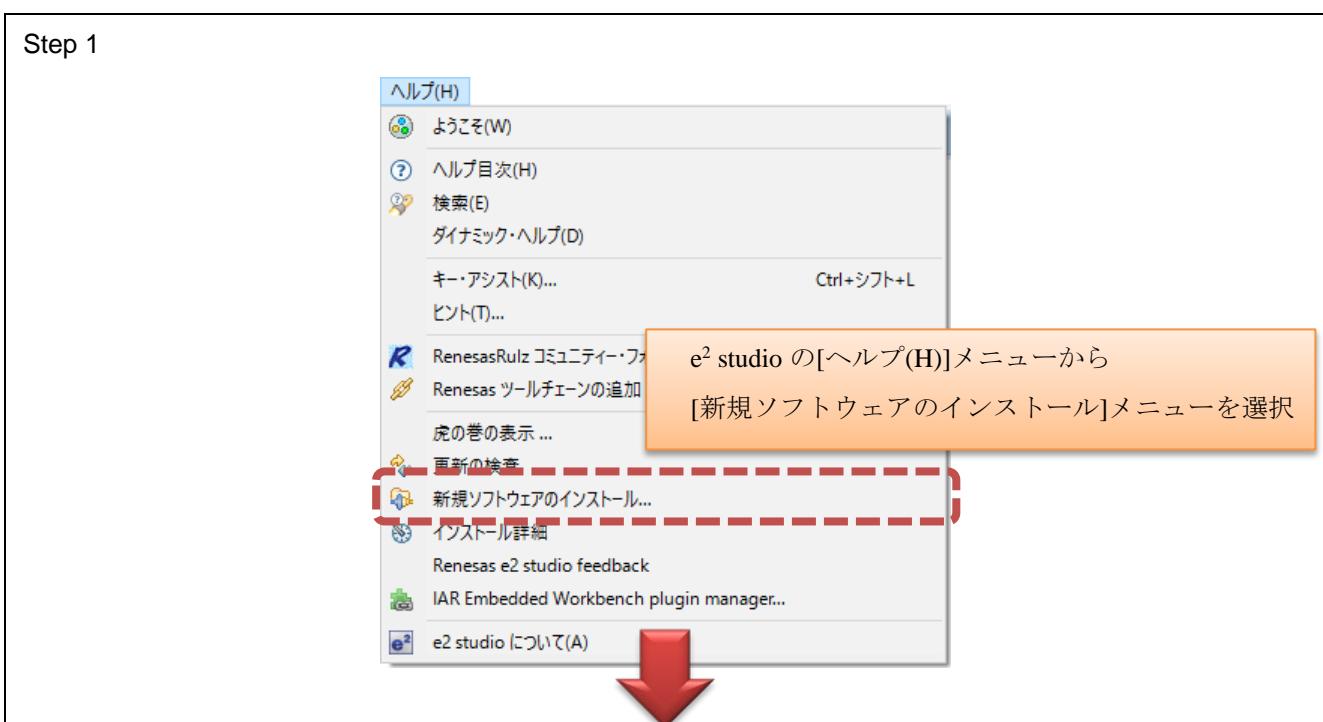 Step 1
ヘルプ(H)
ようこそ(W)
ヘルプ目次(H)
検索(E)
ダイナミック・ヘルプ(D)
キー・アシスト(K)... Ctrl+シフト+L
ヒント(T)...
RenesasRulz コミュニティー・フォ
Renesas ツールチェーンの追加
e² studio の[ヘルプ(H)]メニューから
[新規ソフトウェアのインストール]メニューを選択
虎の巻の表示 ...
更新の検査
新規ソフトウェアのインストール...
インストール詳細
Renesas e2 studio feedback
IAR Embedded Workbench plugin manager...
e² e2 studio について(A)